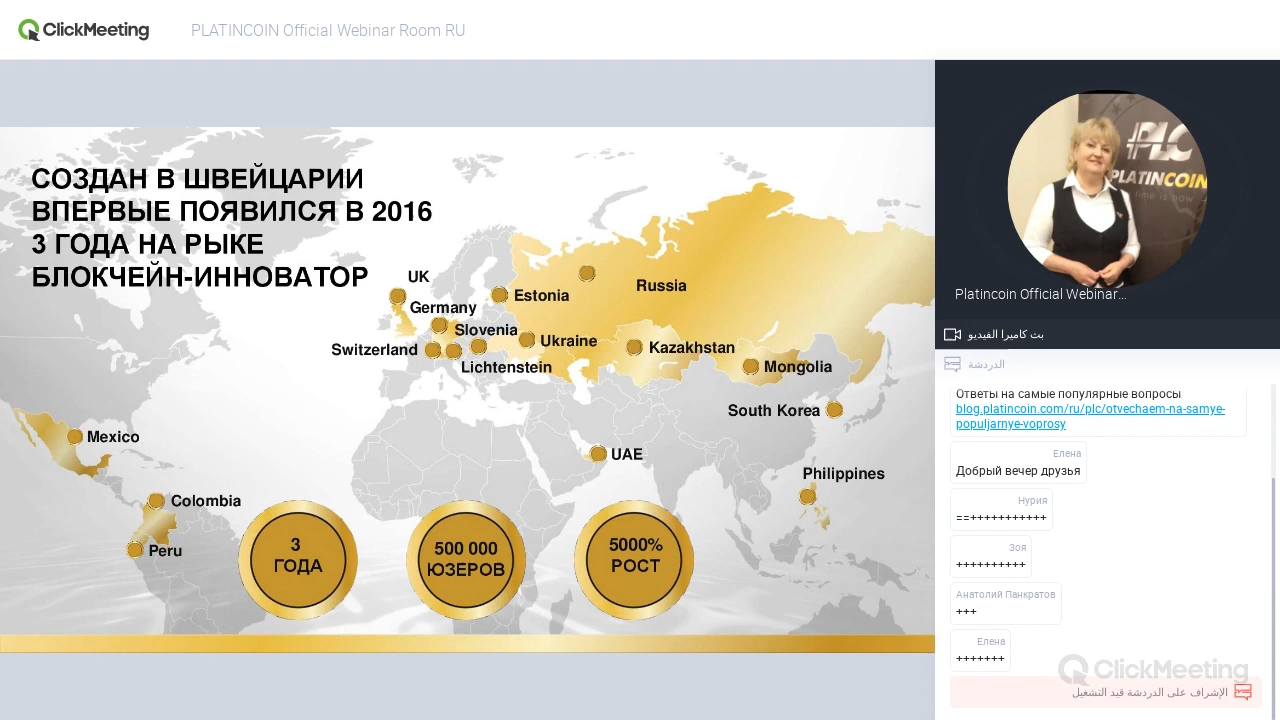 ClickMeeting
PLATINCOIN Official Webinar Room RU
СОЗДАН В ШВЕЙЦАРИИ
ВПЕРВЫЕ ПОЯВИЛСЯ В 2016
3 ГОДА НА РЫКЕ
БЛОКЧЕЙН-ИННОВАТОР
UK
Germany
Estonia
Russia
Slovenia
Switzerland
Lichtenstein
Ukraine
Kazakhstan
Mongolia
South Korea
UAE
Philippines
Mexico
Colombia
Peru
3
ГОДА
500 000
ЮЗЕРОВ
5000%
РОСТ
PLC
PLATINCOIN
time is now
Platincoin Official Webinar...
بث كاميرا الفيديو
الدردشة
Ответы на самые популярные вопросы
blog.platincoin.com/ru/plc/otvechaem-na-samye-
populjarnye-voprosy
Елена
Добрый вечер друзья
Нурия
==+++++++++++
Зоя
++++++++++
Анатолий Панкратов
+++
Елена
+++++++
ClickMeeting
الإشراف على الدردشة قيد التشغيل